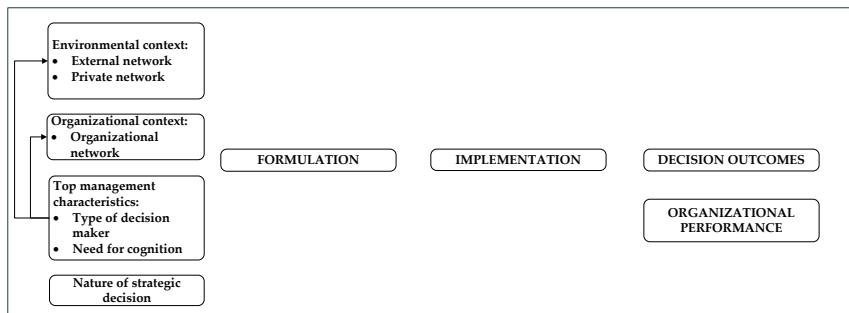 Environmental context:
• External network
• Private network
Organizational context:
• Organizational
network
Top management
characteristics:
• Type of decision
maker
• Need for cognition
Nature of strategic
decision
FORMULATION
IMPLEMENTATION
DECISION OUTCOMES
ORGANIZATIONAL
PERFORMANCE